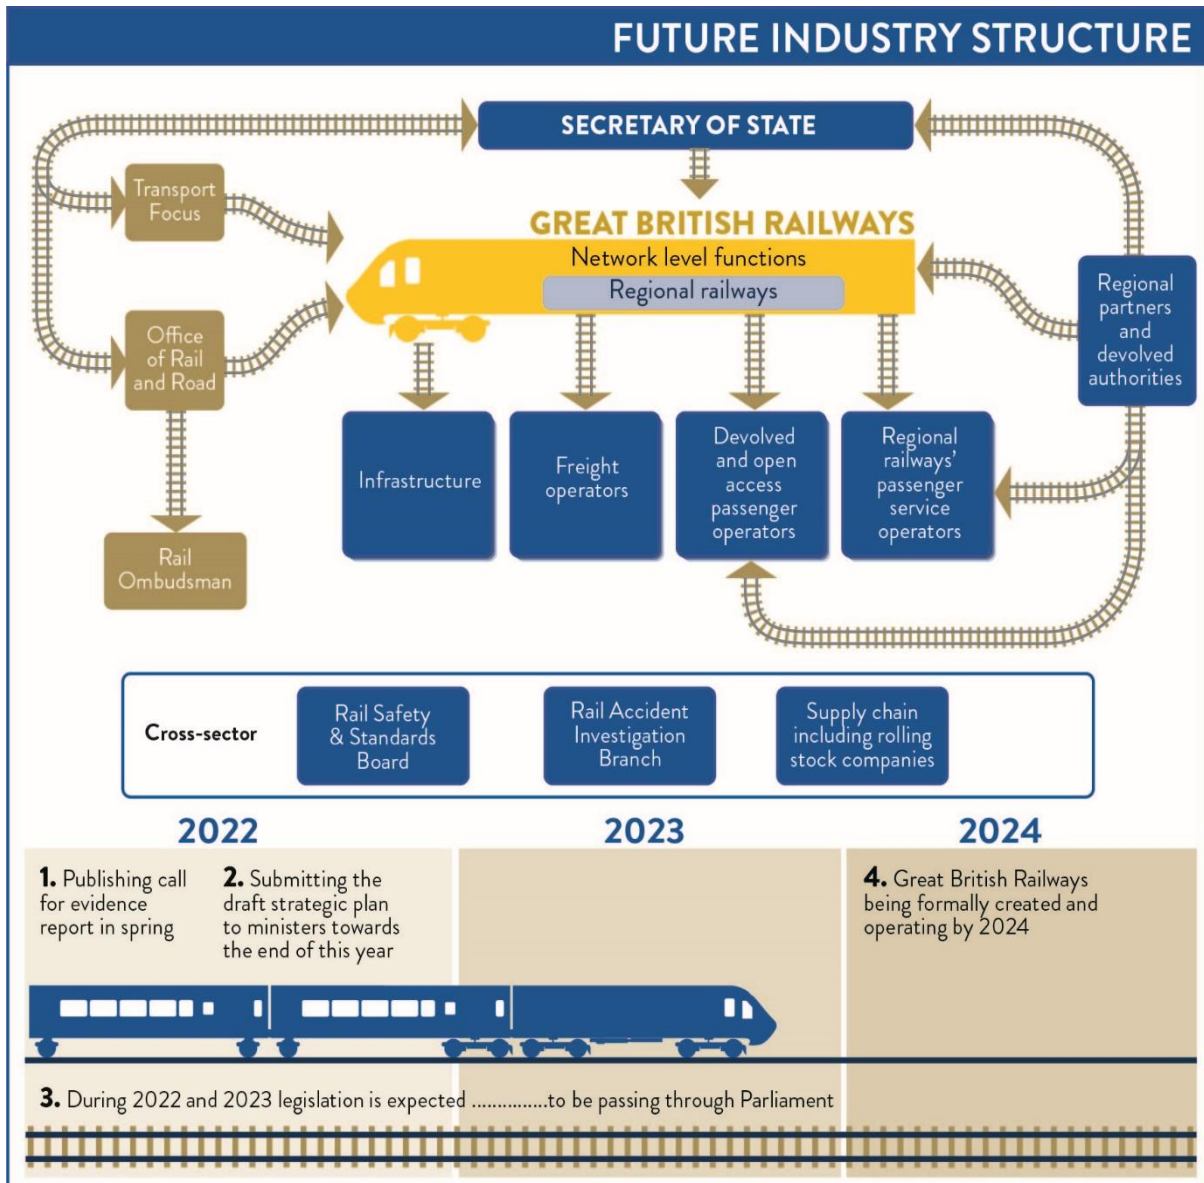 FUTURE INDUSTRY STRUCTURE
SECRETARY OF STATE
Transport
Focus
GREAT BRITISH RAILWAYS
Network level functions
Regional railways
Regional
partners
and
devolved
authorities
Office
of Rail
and Road
Infrastructure
Freight
operators
Devolved
and open
access
passenger
operators
Regional
railways’
passenger
service
operators
Rail
Ombudsman
Cross-sector
Rail Safety
& Standards
Board
Rail Accident
Investigation
Branch
Supply chain
including rolling
stock companies
2022
2023
2024
1. Publishing call
for evidence
report in spring
2. Submitting the
draft strategic plan
to ministers towards
the end of this year
4. Great British Railways
being formally created and
operating by 2024
3. During 2022 and 2023 legislation is expected ...............to be passing through Parliament